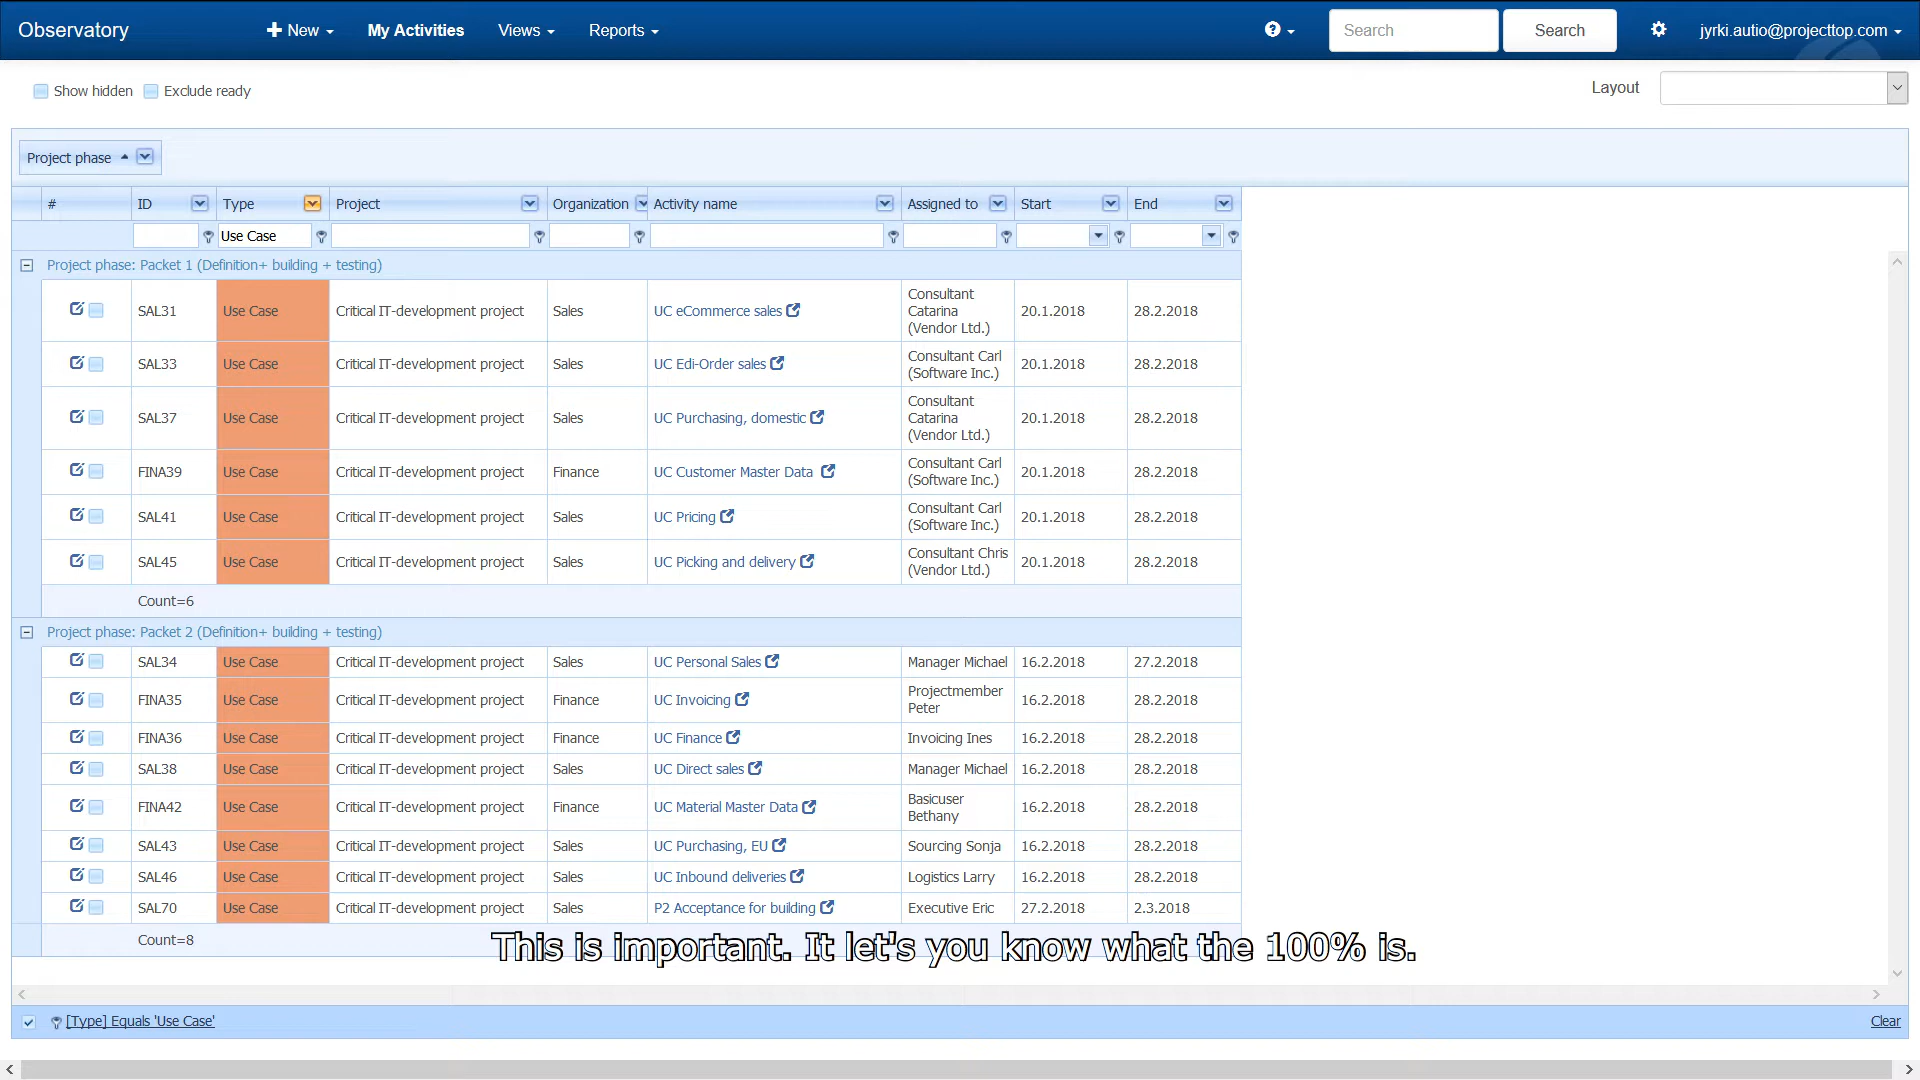 Observatory New My Activities Views Reports Search Search jyrki.autio@projecttop.com
Show hidden Exclude ready Layout
Project phase
# ID Type Project Organization Activity name Assigned to Start End
Use Case
Project phase: Packet 1 (Definition+ building + testing)
SAL31 Use Case Critical IT-development project Sales UC eCommerce sales Consultant Catarina (Vendor Ltd.) 20.1.2018 28.2.2018
SAL33 Use Case Critical IT-development project Sales UC Edi-Order sales Consultant Carl (Software Inc.) 20.1.2018 28.2.2018
SAL37 Use Case Critical IT-development project Sales UC Purchasing, domestic Consultant Catarina (Vendor Ltd.) 20.1.2018 28.2.2018
FINA39 Use Case Critical IT-development project Finance UC Customer Master Data Consultant Carl (Software Inc.) 20.1.2018 28.2.2018
SAL41 Use Case Critical IT-development project Sales UC Pricing Consultant Carl (Software Inc.) 20.1.2018 28.2.2018
SAL45 Use Case Critical IT-development project Sales UC Picking and delivery Consultant Chris (Vendor Ltd.) 20.1.2018 28.2.2018
Count=6
Project phase: Packet 2 (Definition+ building + testing)
SAL34 Use Case Critical IT-development project Sales UC Personal Sales Manager Michael 16.2.2018 27.2.2018
FINA35 Use Case Critical IT-development project Finance UC Invoicing Projectmember Peter 16.2.2018 28.2.2018
FINA36 Use Case Critical IT-development project Finance UC Finance Invoicing Ines 16.2.2018 28.2.2018
SAL38 Use Case Critical IT-development project Sales UC Direct sales Manager Michael 16.2.2018 28.2.2018
FINA42 Use Case Critical IT-development project Finance UC Material Master Data Basicuser Bethany 16.2.2018 28.2.2018
SAL43 Use Case Critical IT-development project Sales UC Purchasing, EU Sourcing Sonja 16.2.2018 28.2.2018
SAL46 Use Case Critical IT-development project Sales UC Inbound deliveries Logistics Larry 16.2.2018 28.2.2018
SAL70 Use Case Critical IT-development project Sales P2 Acceptance for building Executive Eric 27.2.2018 2.3.2018
Count=8
This is important. It let's you know what the 100% is.
[Type] Equals 'Use Case' Clear